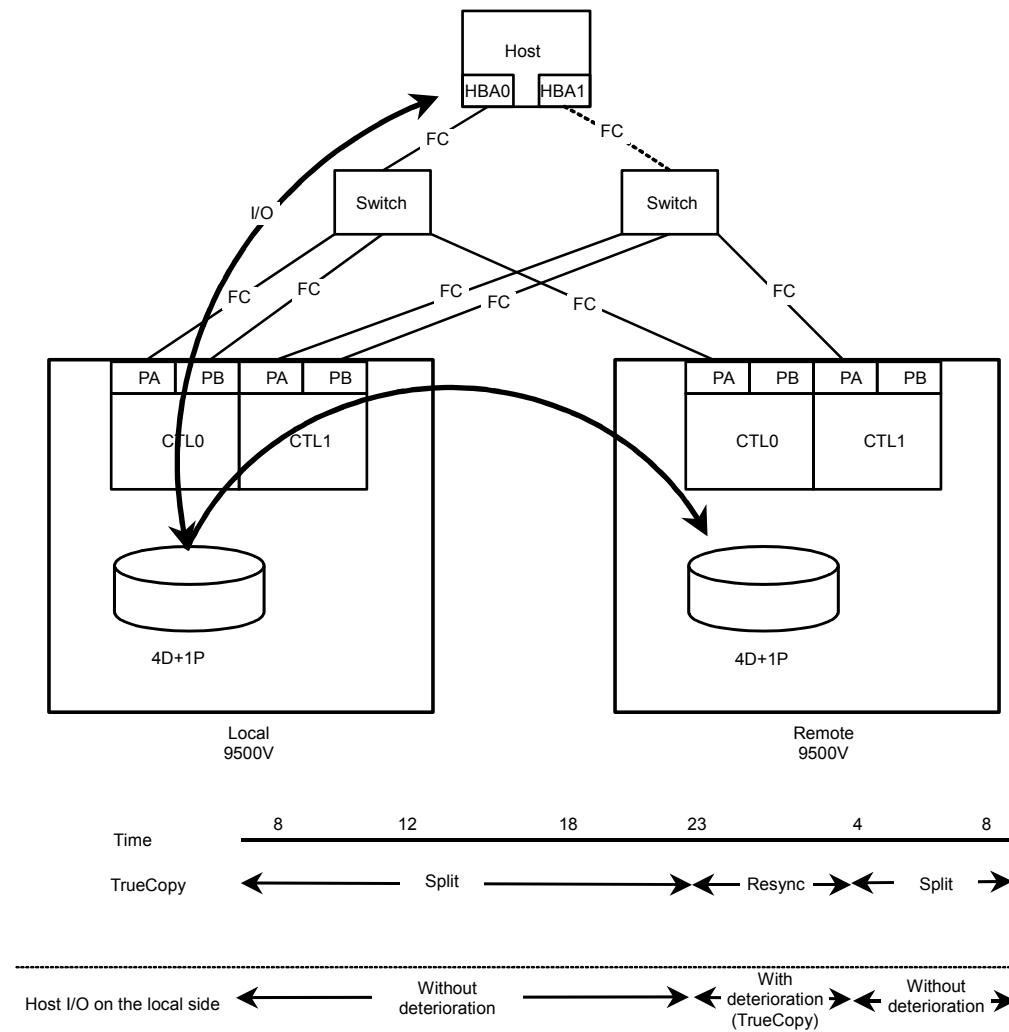 Host
HBA0 HBA1
FC FC
Switch Switch
I/O
FC FC FC FC FC FC
PA PB PA PB PA PB PA PB
CTL0 CTL1 CTL0 CTL1
4D+1P 4D+1P
Local
9500V
Remote
9500V
8 12 18 23 4 8
Time
TrueCopy Split Resync Split
Host I/O on the local side
Without
deterioration
With
deterioration
(TrueCopy)
Without
deterioration